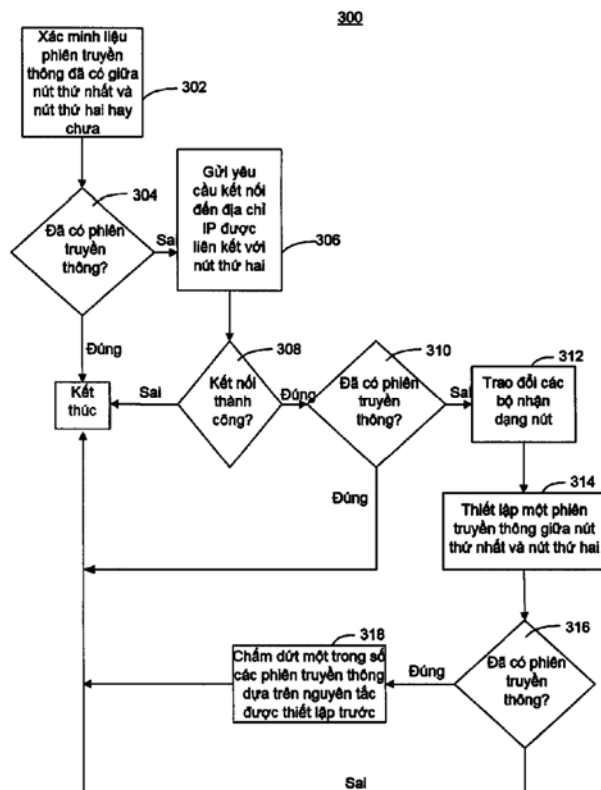 300
Xác minh liệu
phiên truyền
thông đã có giữa
nút thứ nhất và
nút thứ hai hay
chưa
302
304
Đã có phiên
truyền
thông?
Sai
Đúng
Gửi yêu
cầu kết nối
đến địa chỉ
IP được
liên kết với
nút thứ hai
306
308
Kết nối
thành
công?
Sai
Đúng
Kết
thúc
310
Đã có phiên
truyền
thông?
Sai
Đúng
312
Trao đổi các
bộ nhận
dạng nút
314
Thiết lập một phiên
truyền thông giữa nút
thứ nhất và nút thứ hai
316
Đã có phiên
truyền
thông?
Đúng
Sai
318
Chấm dứt một trong số
các phiên truyền thông
dựa trên nguyên tắc
được thiết lập trước